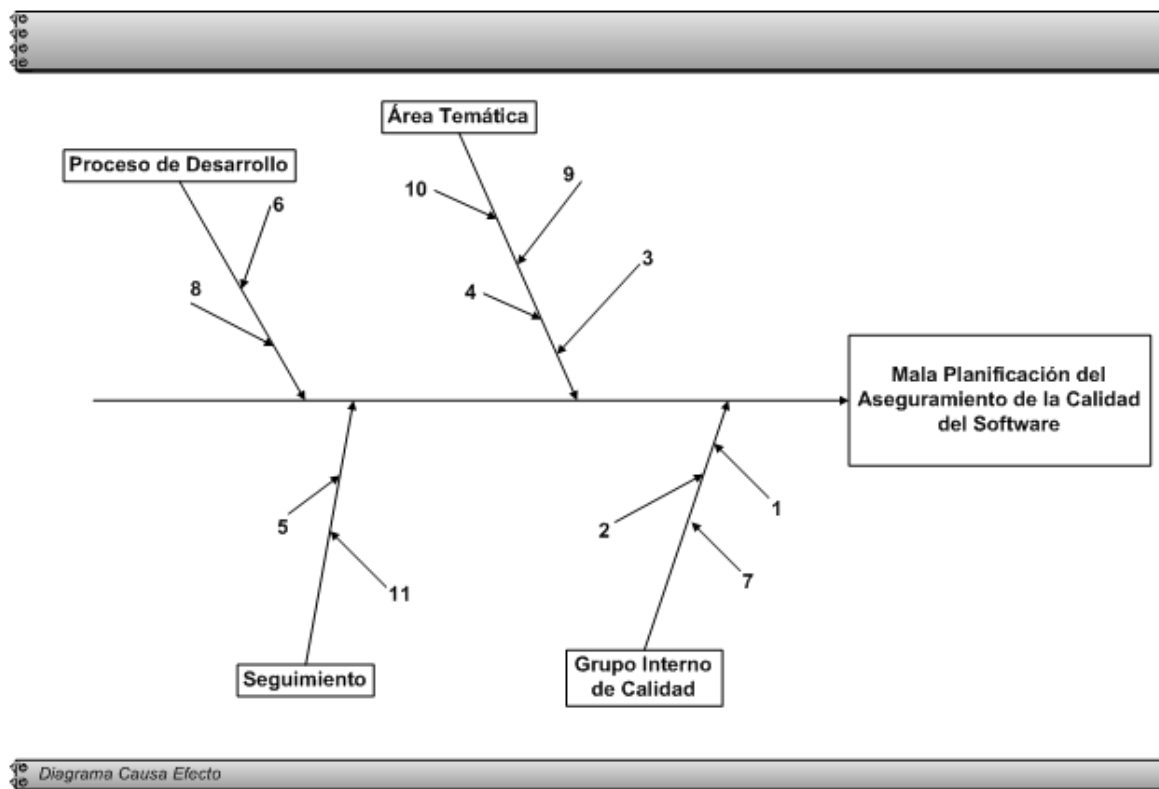 Área Temática
Proceso de Desarrollo
9
10
6
3
8
4
Mala Planificación del
Aseguramiento de la Calidad
del Software
1
5
2
7
11
Grupo Interno
de Calidad
Seguimiento
Diagrama Causa Efecto